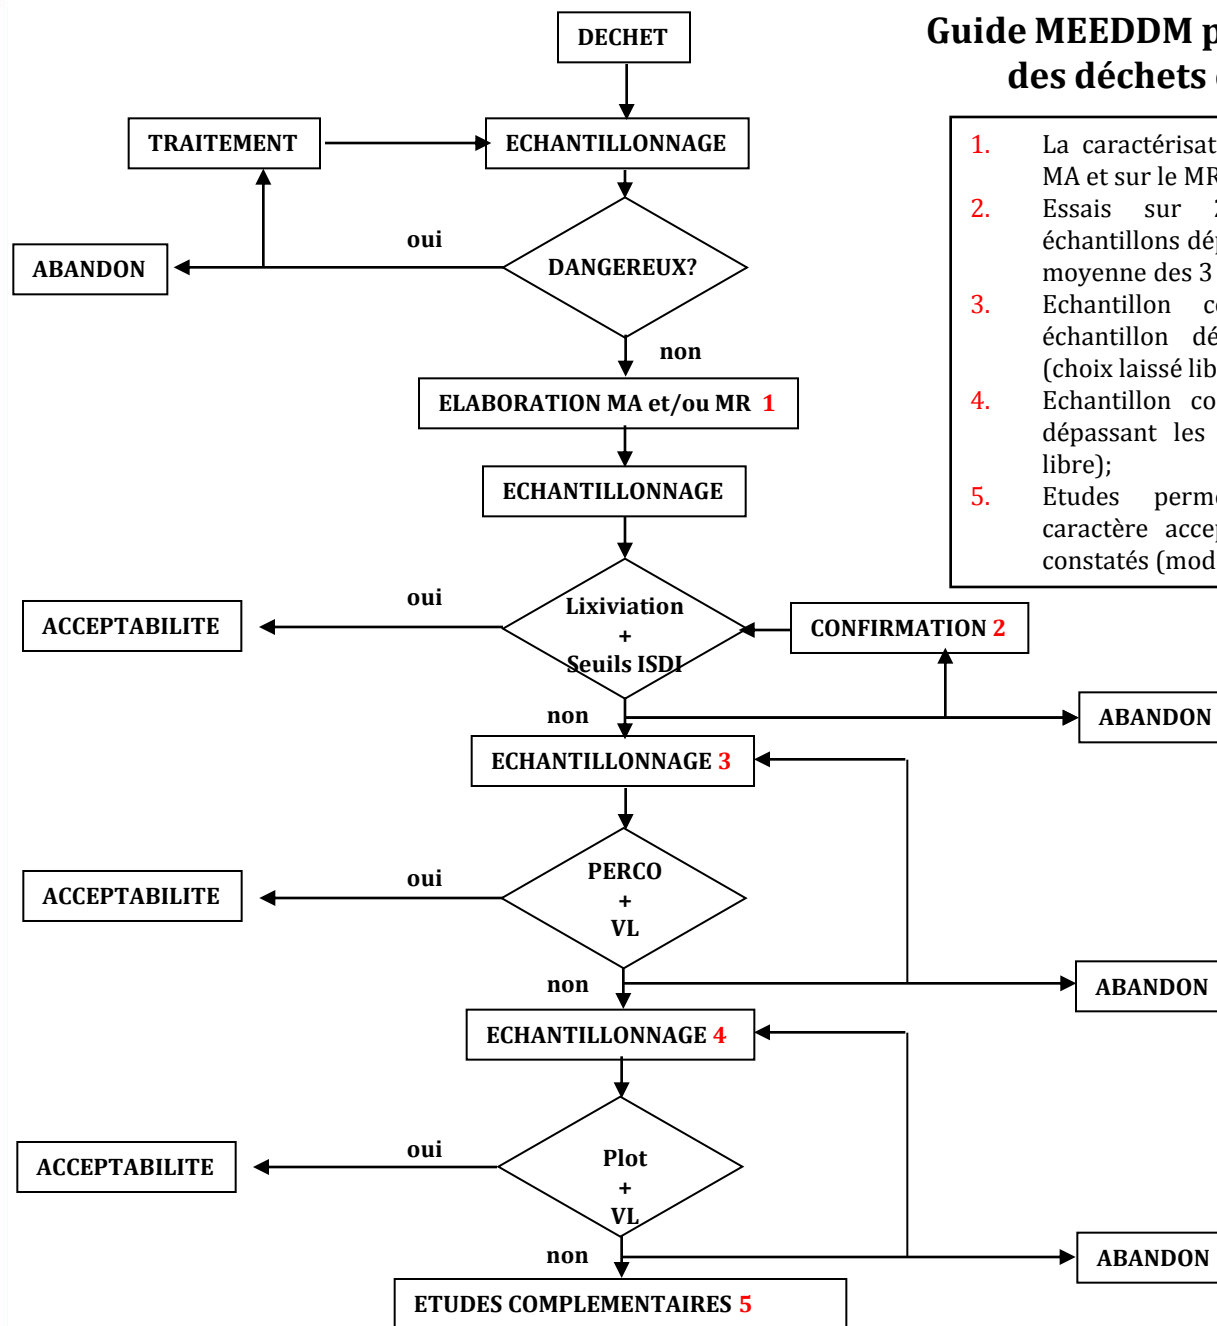 Guide MEEDDM p
des déchets
DECHET
TRAITEMENT
ECHANTILLONNAGE
oui
ABANDON
DANGEREUX?
non
ELABORATION MA et/ou MR 1
ECHANTILLONNAGE
oui
ACCEPTABILITE
Lixiviation
+
Seuils ISDI
CONFIRMATION 2
non
ABANDON
ECHANTILLONNAGE 3
oui
ACCEPTABILITE
PERCO
+
VL
non
ABANDON
ECHANTILLONNAGE 4
oui
ACCEPTABILITE
Plot
+
VL
non
ABANDON
ETUDES COMPLEMENTAIRES 5
1. La caractérisat
MA et sur le MR
2. Essais sur
échantillons dép
moyenne des 3
3. Echantillon co
échantillon dé
(choix laissé lib
4. Echantillon co
dépassant les
libre);
5. Etudes perm
caractère accep
constatés (mod